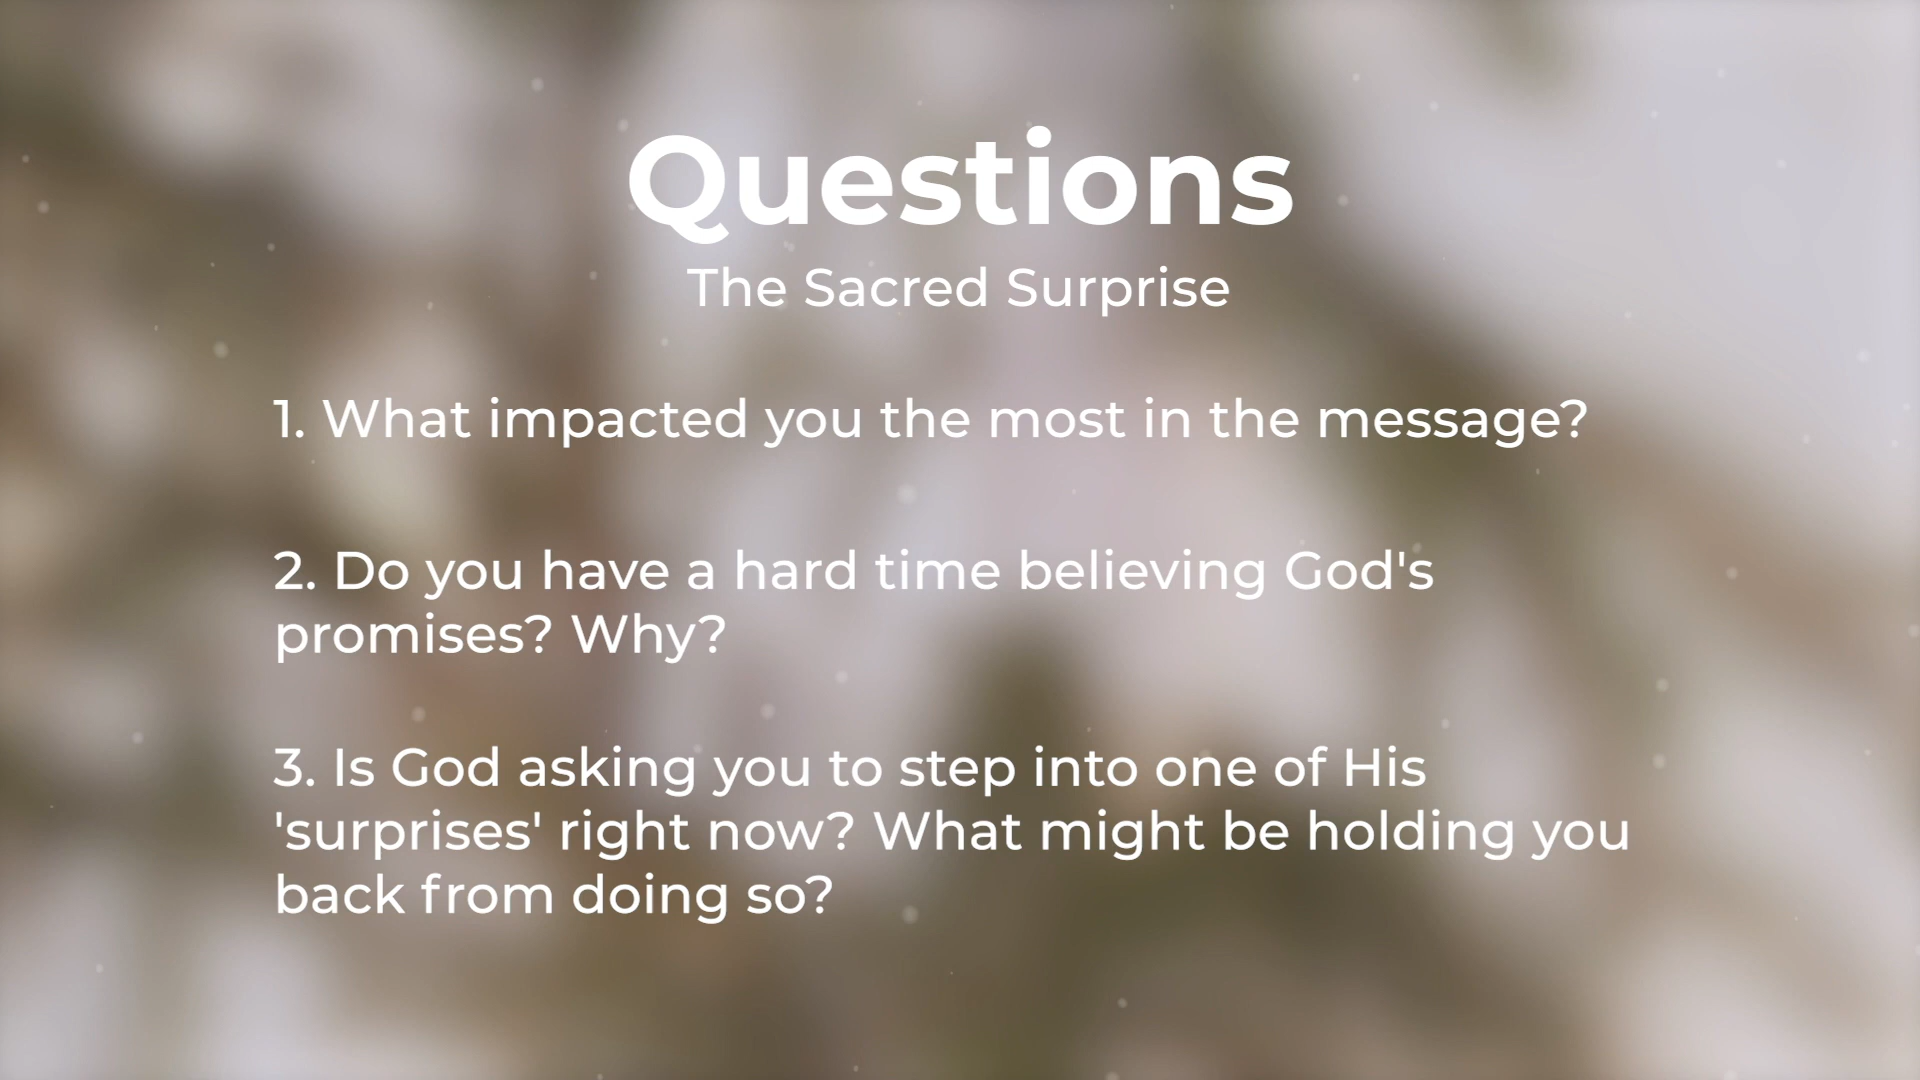 Questions
The Sacred Surprise
1. What impacted you the most in the message?
2. Do you have a hard time believing God's
promises? Why?
3. Is God asking you to step into one of His
'surprises' right now? What might be holding you
back from doing so?